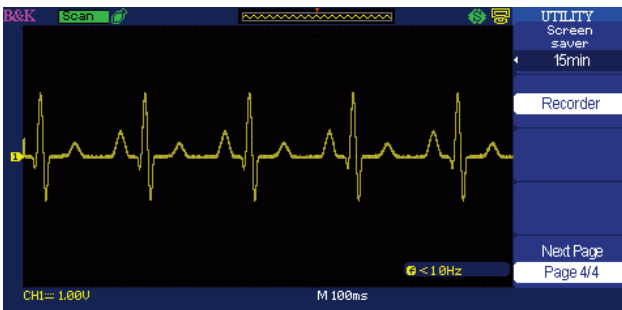 B&K Scan S UTILITY
Screen
saver
15min
Recorder
1
Next Page
F <10Hz
Page 4/4
CH1 1.00V M 100ms